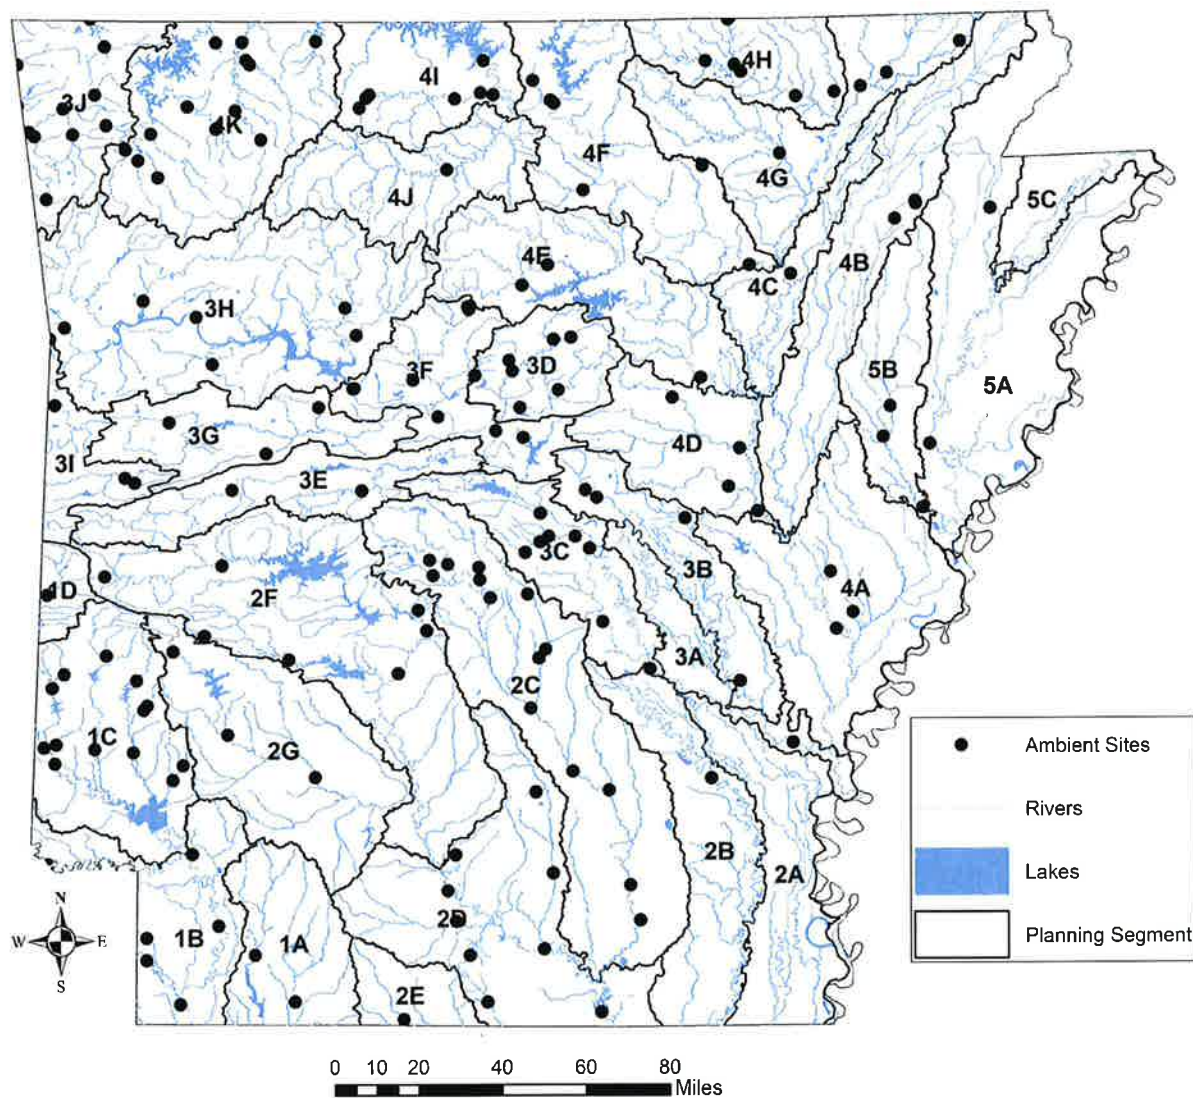 4I
4H
3J
4K
4F
4G
4J
5C
4E
4B
4C
3H
3F
3D
5B
5A
3G
4D
3I
3E
3C
3B
1D
2F
4A
3A
2C
1C
2G
2B
2A
2D
1B
1A
2E
N
W E
S
Ambient Sites
Rivers
Lakes
Planning Segment
0 10 20 40 60 80
Miles